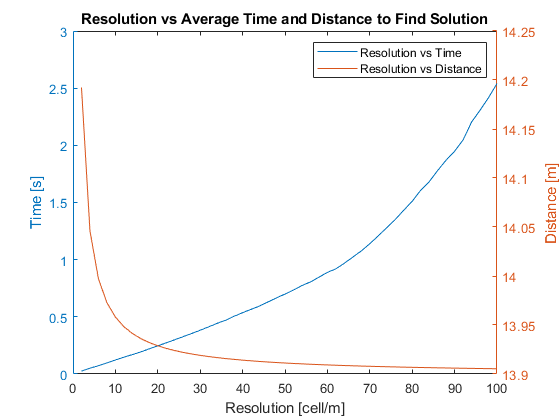 Resolution vs Average Time and Distance to Find Solution
Resolution vs Time
Resolution vs Distance
3
2.5
2
1.5
1
0.5
0
Time [s]
14.25
14.2
14.15
14.1
14.05
14
13.95
13.9
Distance [m]
0 10 20 30 40 50 60 70 80 90 100
Resolution [cell/m]